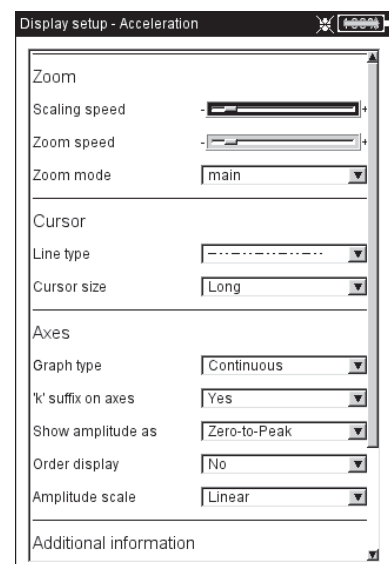 Display setup - Acceleration
Zoom
Scaling speed - +
Zoom speed - +
Zoom mode main
Cursor
Line type
Cursor size Long
Axes
Graph type Continuous
'k' suffix on axes Yes
Show amplitude as Zero-to-Peak
Order display No
Amplitude scale Linear
Additional information